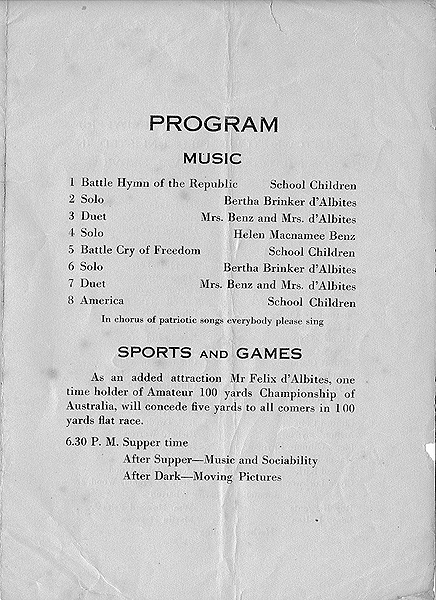 PROGRAM
MUSIC
1 Battle Hymn of the Republic School Children
2 Solo Bertha Brinker d'Albites
3 Duet Mrs. Benz and Mrs. d'Albites
4 Solo Helen Macnamee Benz
5 Battle Cry of Freedom School Children
6 Solo Bertha Brinker d'Albites
7 Duet Mrs. Benz and Mrs. d'Albites
8 America School Children
In chorus of patriotic songs everybody please sing
SPORTS AND GAMES
As an added attraction Mr Felix d'Albites, one
time holder of Amateur 100 yards Championship of
Australia, will concede five yards to all comers in 100
yards flat race.
6.30 P. M. Supper time
After Supper—Music and Sociability
After Dark—Moving Pictures